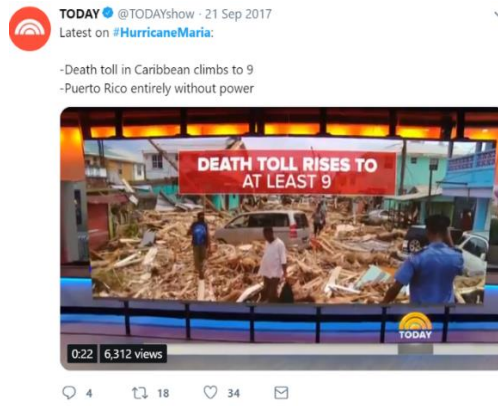 TODAY @TODAYshow · 21 Sep 2017
Latest on #HurricaneMaria:
-Death toll in Caribbean climbs to 9
-Puerto Rico entirely without power
DEATH TOLL RISES TO
AT LEAST 9
TODAY
0:22 6,312 views
4 18 34